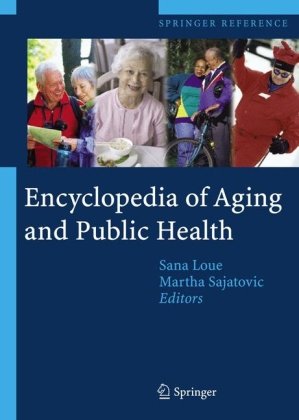 SPRINGER REFERENCE
Encyclopedia of Aging
and Public Health
Sana Loue
Martha Sajatovic
Editors
Springer